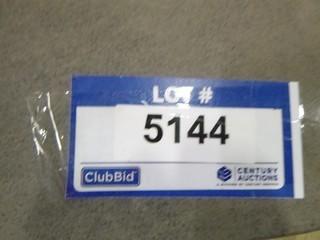 LOT #
5144
ClubBid
CENTURY
AUCTIONS